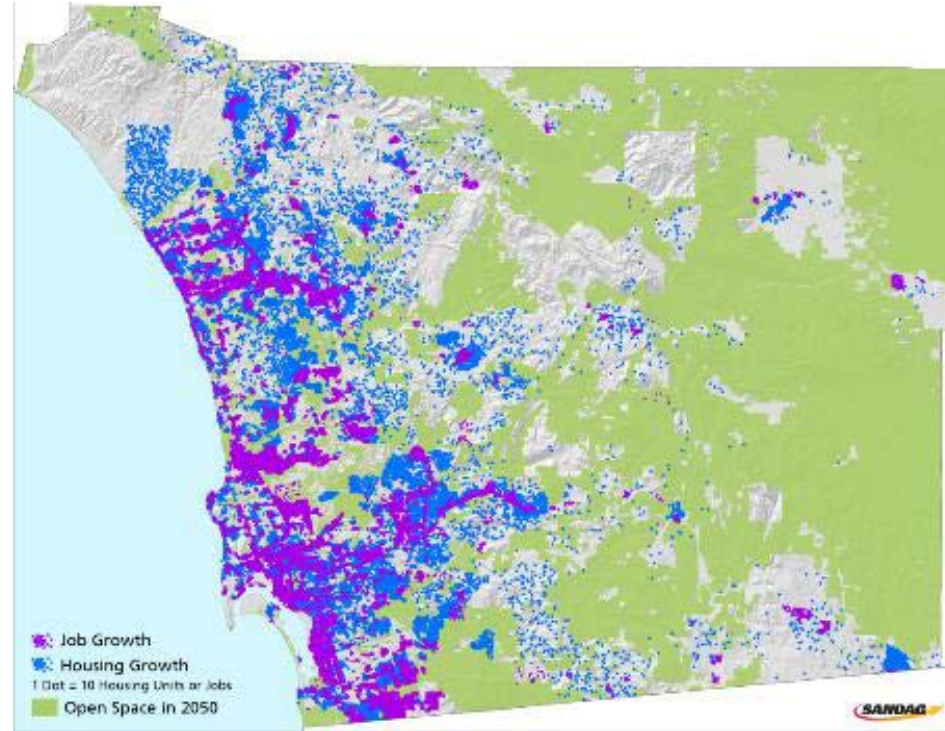 Job Growth
Housing Growth
1 Dot = 10 Housing Units or Jobs
Open Space in 2050
SANDAG